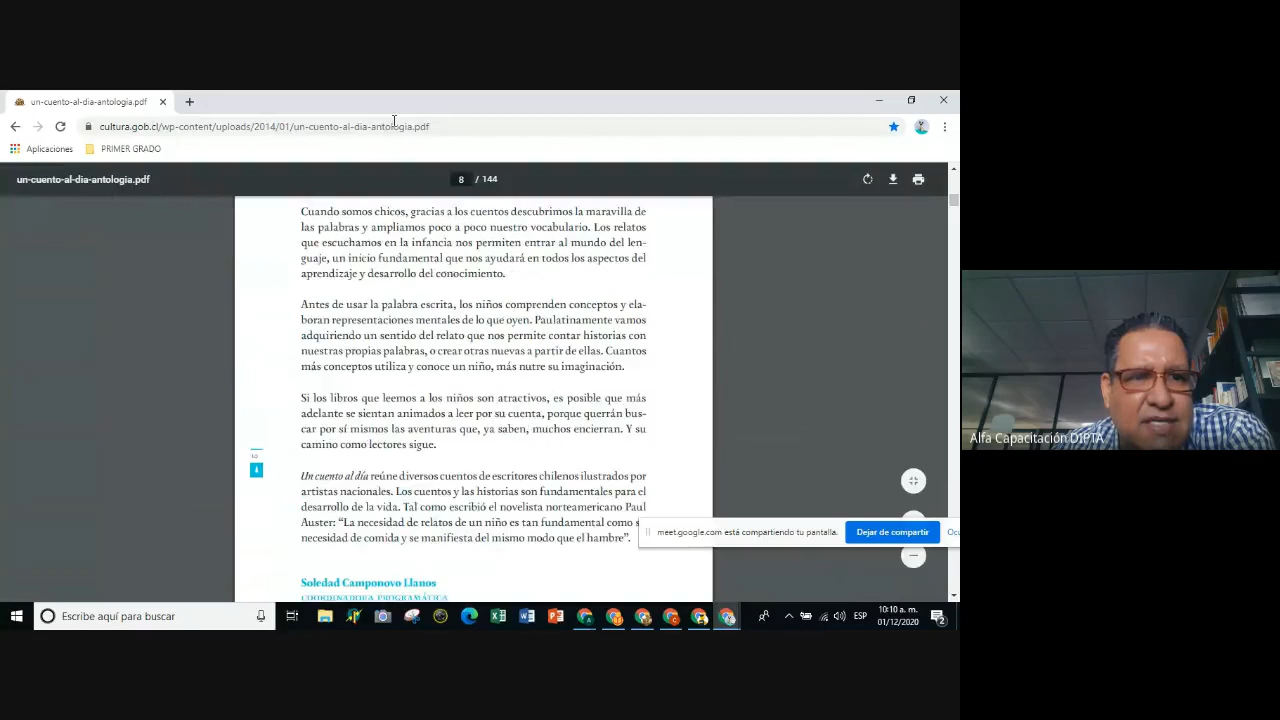 un-cuento-al-dia-antologia.pdf
cultura.gob.cl/wp-content/uploads/2014/01/un-cuento-al-dia-antologia.pdf
Aplicaciones PRIMER GRADO
un-cuento-al-dia-antologia.pdf 8 / 144
Cuando somos chicos, gracias a los cuentos descubrimos la maravilla de
las palabras y ampliamos poco a poco nuestro vocabulario. Los relatos
que escuchamos en la infancia nos permiten entrar al mundo del len-
guaje, un inicio fundamental que nos ayudará en todos los aspectos del
aprendizaje y desarrollo del conocimiento.
Antes de usar la palabra escrita, los niños comprenden conceptos y ela-
boran representaciones mentales de lo que oyen. Paulatinamente vamos
adquiriendo un sentido del relato que nos permite contar historias con
nuestras propias palabras, o crear otras nuevas a partir de ellas. Cuantos
más conceptos utiliza y conoce un niño, más nutre su imaginación.
Si los libros que leemos a los niños son atractivos, es posible que más
adelante se sientan animados a leer por su cuenta, porque querrán bus-
car por sí mismos las aventuras que, ya saben, muchos encierran. Y su
camino como lectores sigue.
Un cuento al día reúne diversos cuentos de escritores chilenos ilustrados por
artistas nacionales. Los cuentos y las historias son fundamentales para el
desarrollo de la vida. Tal como escribió el novelista norteamericano Paul
Auster: “La necesidad de relatos de un niño es tan fundamental como s
necesidad de comida y se manifiesta del mismo modo que el hambre”.
Soledad Camponovo Llanos
COORDINADORA PROGRAMÁTICA
meet.google.com está compartiendo tu pantalla. Dejar de compartir Ocu
Alfa Capacitación DIPTA
Escribe aquí para buscar
ESP
10:10 a. m.
01/12/2020
2